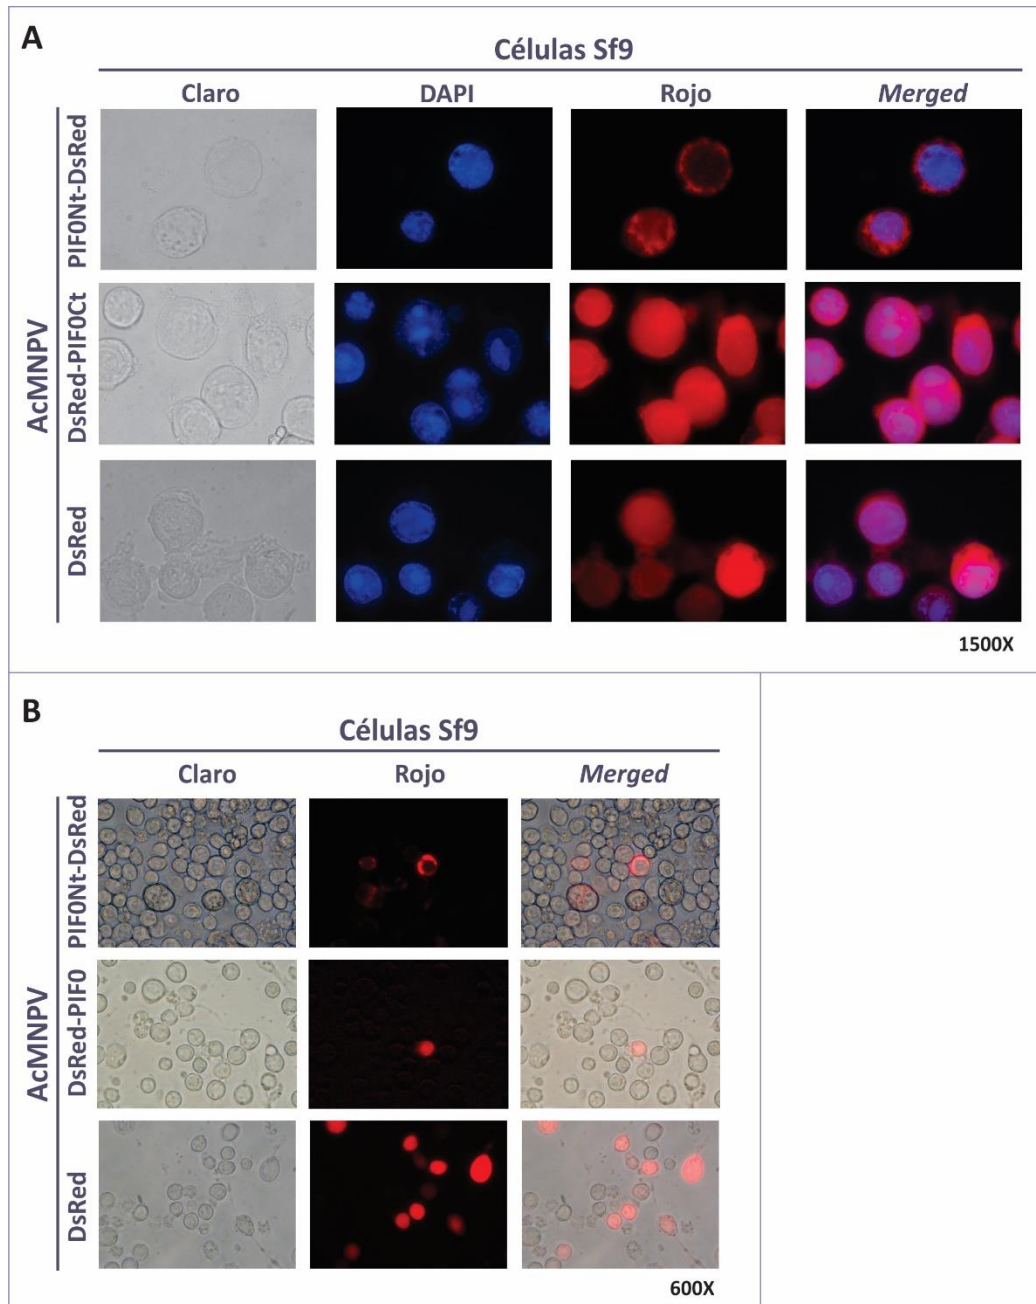 A
Células Sf9
Claro DAPI Rojo Merged
AcMNPV
PIF0Nt-DsRed
DsRed-PIF0Ct
DsRed
1500X
B
Células Sf9
Claro Rojo Merged
AcMNPV
PIF0Nt-DsRed
DsRed-PIF0
DsRed
600X